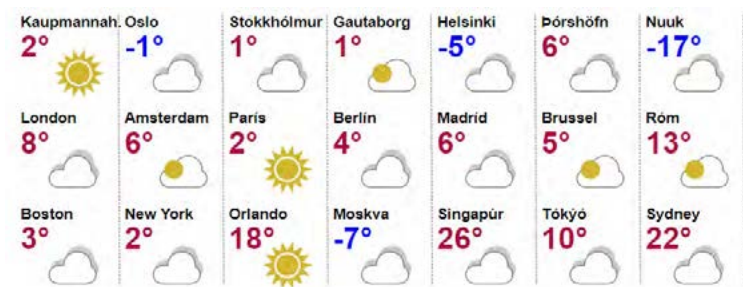 Kaupmannah. Oslo Stokkhólmur Gautaborg Helsinki Þórshöfn Nuuk
2° -1° 1° 1° -5° 6° -17°
London Amsterdam París Berlín Madríd Brussel Róm
8° 6° 2° 4° 6° 5° 13°
Boston New York Orlando Moskva Singapúr Tókýó Sydney
3° 2° 18° -7° 26° 10° 22°